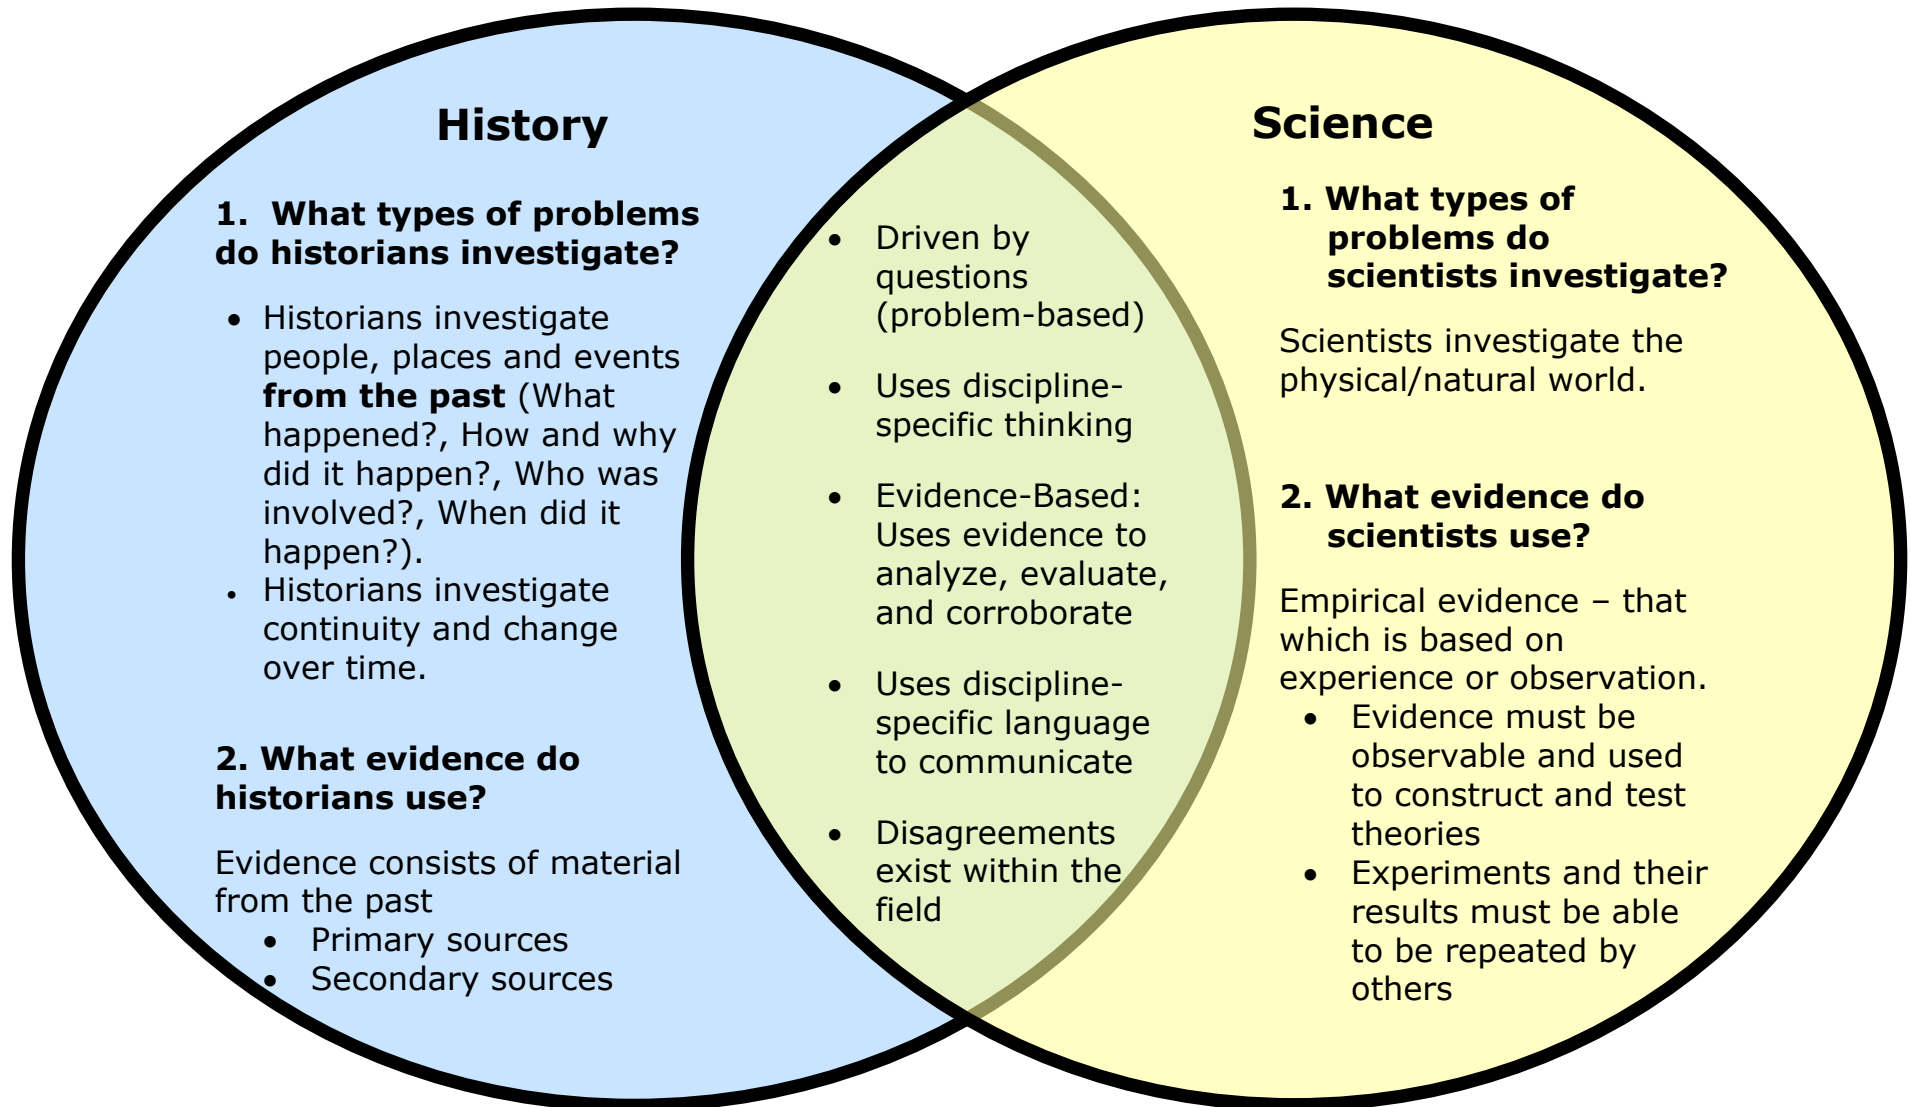 History
1. What types of problems
do historians investigate?
• Historians investigate
people, places and events
from the past (What
happened?, How and why
did it happen?, Who was
involved?, When did it
happen?).
• Historians investigate
continuity and change
over time.
2. What evidence do
historians use?
Evidence consists of material
from the past
• Primary sources
• Secondary sources
• Driven by
questions
(problem-based)
• Uses discipline-
specific thinking
• Evidence-Based:
Uses evidence to
analyze, evaluate,
and corroborate
• Uses discipline-
specific language
to communicate
• Disagreements
exist within the
field
Science
1. What types of
problems do
scientists investigate?
Scientists investigate the
physical/natural world.
2. What evidence do
scientists use?
Empirical evidence – that
which is based on
experience or observation.
• Evidence must be
observable and used
to construct and test
theories
• Experiments and their
results must be able
to be repeated by
others